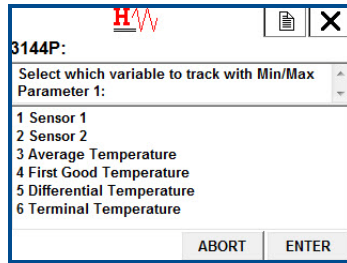 H
3144P:
Select which variable to track with Min/Max
Parameter 1:
1 Sensor 1
2 Sensor 2
3 Average Temperature
4 First Good Temperature
5 Differential Temperature
6 Terminal Temperature
ABORT ENTER